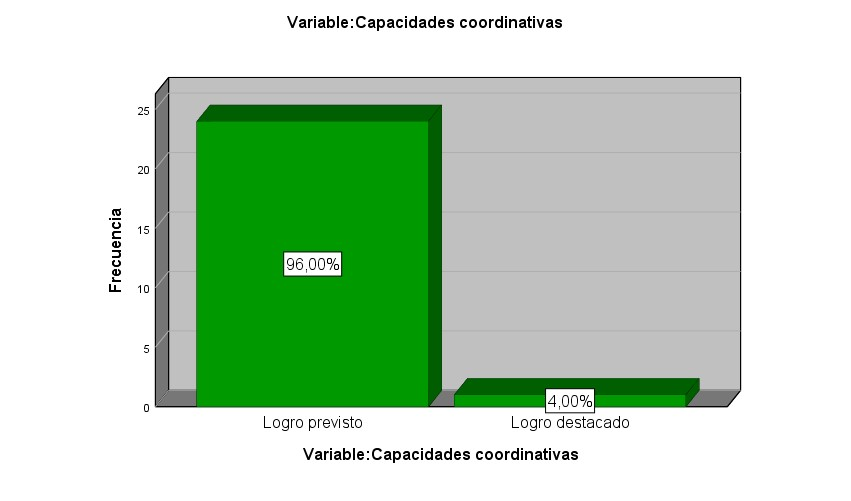 Variable:Capacidades coordinativas
25
20
15
10
5
0
Frecuencia
96,00%
4,00%
Logro previsto
Logro destacado
Variable:Capacidades coordinativas